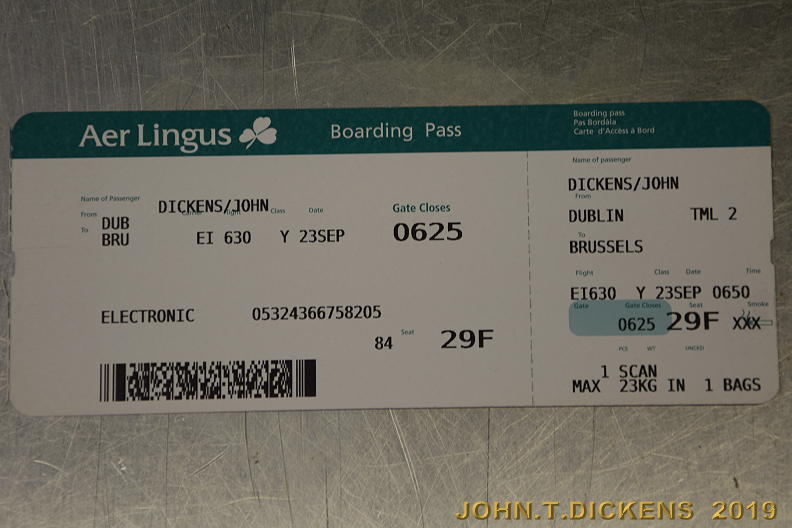 Aer Lingus
Boarding Pass
Name of Passenger
DICKENS/JOHN
From
DUB
To
BRU
Carrier Flight Class Date
EI 630 Y 23SEP
Gate Closes
0625
ELECTRONIC 05324366758205
84 Seat 29F
Boarding pass
Pas Bordála
Carte d'Accèss à Bord
Name of passenger
DICKENS/JOHN
From
DUBLIN TML 2
To
BRUSSELS
Flight Class Date Time
EI630 Y 23SEP 0650
Gate Gate Closes Seat Smoke
0625 29F XXX
PCS WT UNCKD
1 SCAN
MAX 23KG IN 1 BAGS
JOHN.T.DICKENS 2019